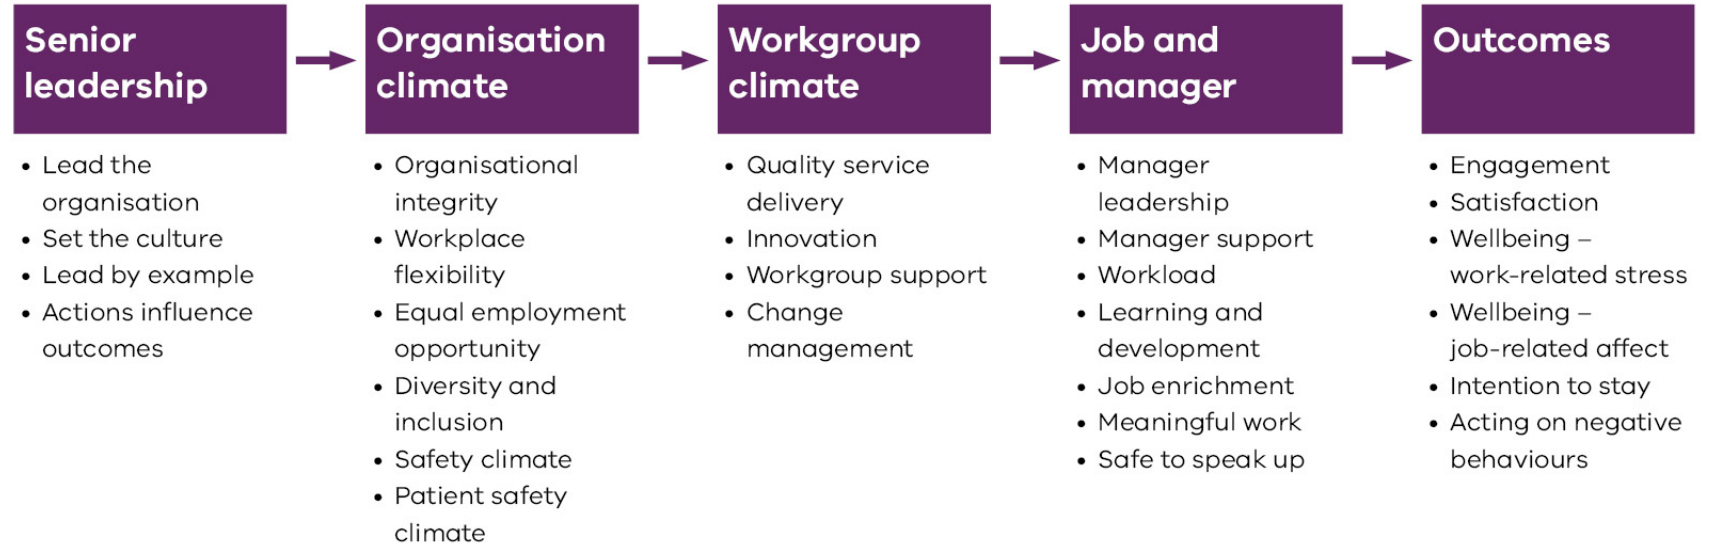 Senior
leadership
• Lead the
organisation
• Set the culture
• Lead by example
• Actions influence
outcomes
Organisation
climate
• Organisational
integrity
• Workplace
flexibility
• Equal employment
opportunity
• Diversity and
inclusion
• Safety climate
• Patient safety
climate
Workgroup
climate
• Quality service
delivery
• Innovation
• Workgroup support
• Change
management
Job and
manager
• Manager
leadership
• Manager support
• Workload
• Learning and
development
• Job enrichment
• Meaningful work
• Safe to speak up
Outcomes
• Engagement
• Satisfaction
• Wellbeing –
work-related stress
• Wellbeing –
job-related affect
• Intention to stay
• Acting on negative
behaviours